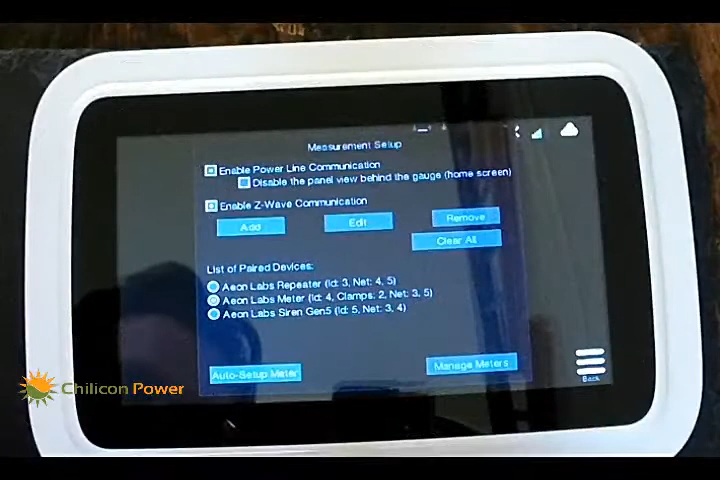 Measurement Setup
Enable Power Line Communication
Disable the panel view behind the gauge (home screen)
Enable Z-Wave Communication
Add Edit Remove
Clear All
List of Paired Devices:
Aeon Labs Repeater (Id: 3, Net: 4, 5)
Aeon Labs Meter (Id: 4, Clamps: 2, Net: 3, 5)
Aeon Labs Siren Gen5 (Id: 5, Net: 3, 4)
Auto-Setup Meter Manage Meters
Back
Chilicon Power